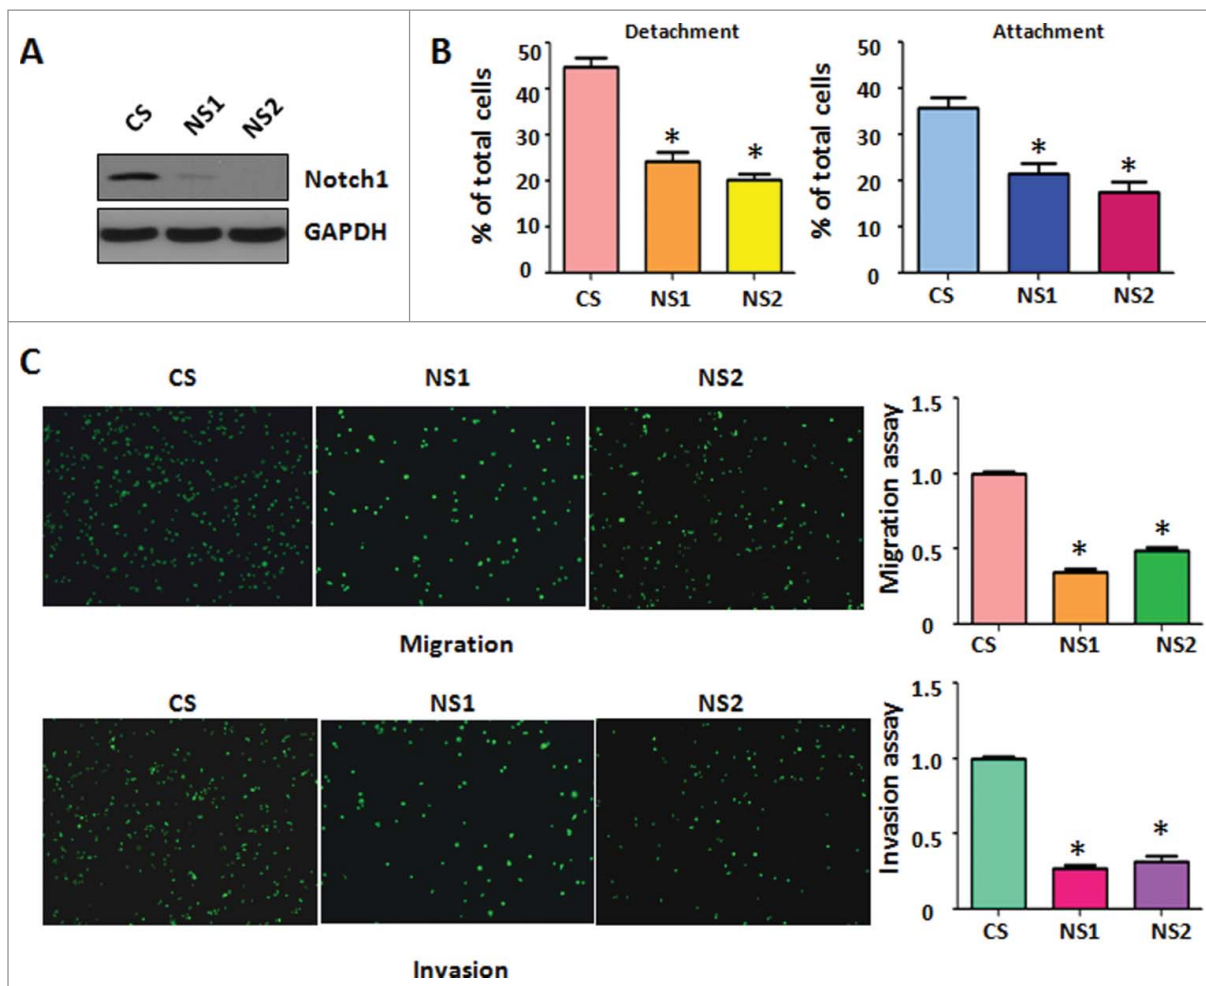 A
CS NS1 NS2
Notch1
GAPDH
B
Detachment
% of total cells
50
40
30
20
10
0
* *
CS NS1 NS2
Attachment
% of total cells
50
40
30
20
10
0
* *
CS NS1 NS2
C
CS NS1 NS2
Migration
Migration assay
1.5
1.0
0.5
0
* *
CS NS1 NS2
CS NS1 NS2
Invasion
Invasion assay
1.5
1.0
0.5
0
* *
CS NS1 NS2